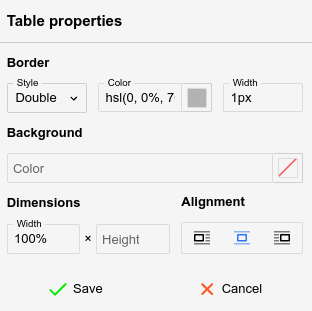 Table properties
Border
Style Color Width
Double hsl(0, 0%, 7 1px
Background
Color
Dimensions Alignment
Width
100% × Height
Save Cancel